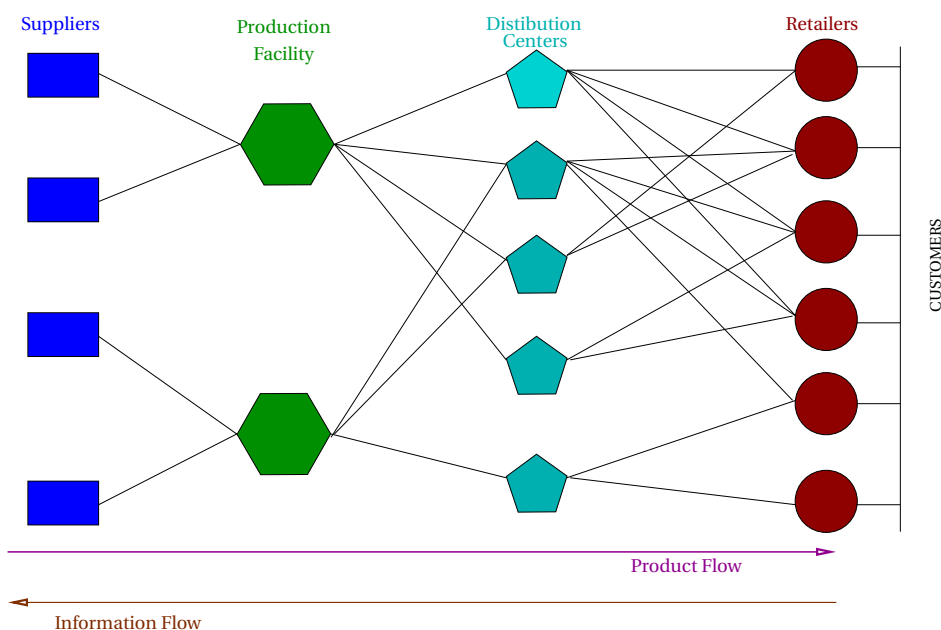 Suppliers
Production
Facility
Distibution
Centers
Retailers
CUSTOMERS
Product Flow
Information Flow